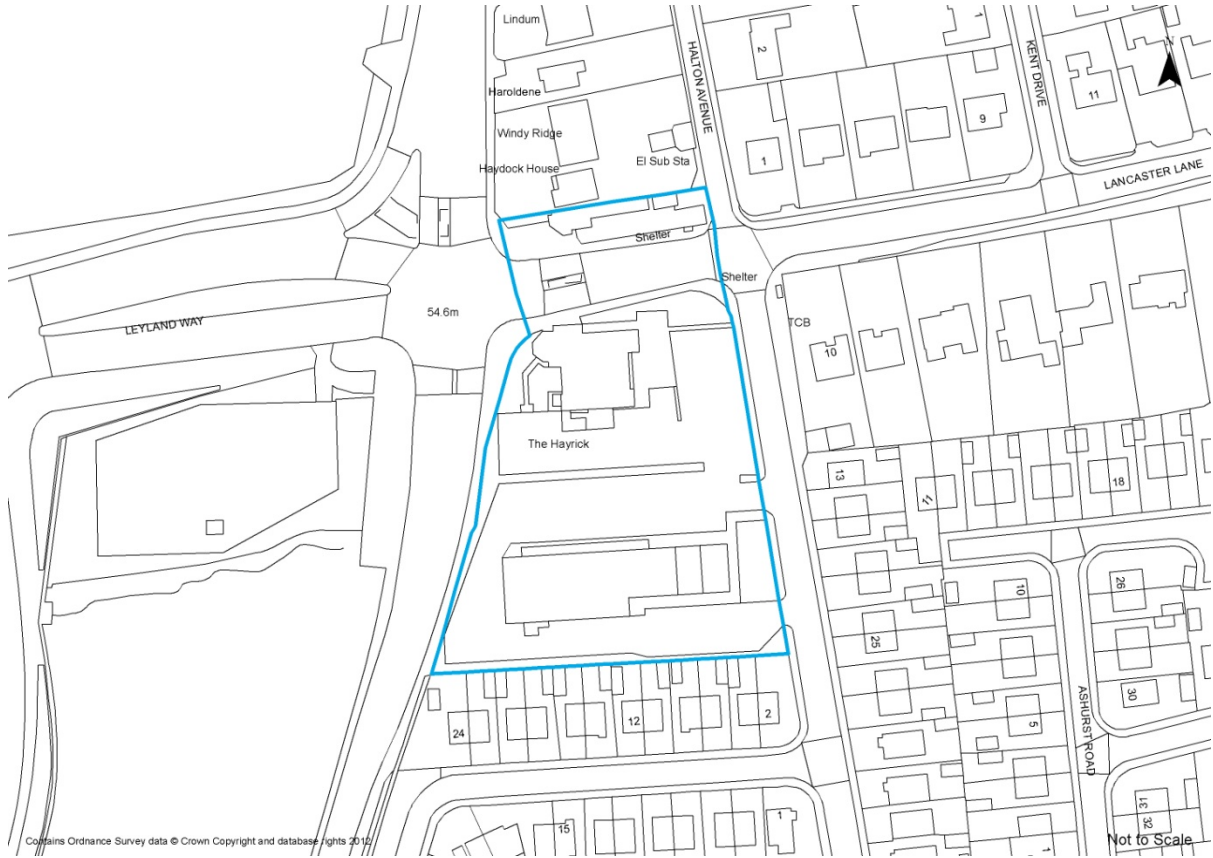 Lindum
HALTON AVENUE
2
1
KENT DRIVE
N
Haroldene
11
Windy Ridge
9
El Sub Sta
1
Haydock House
LANCASTER LANE
Shelter
Shelter
54.6m
LEYLAND WAY
TCB
10
The Hayrick
13
11
18
10
26
25
ASHURST ROAD
30
5
24
12
2
15
1
1
31
32
Contains Ordnance Survey data © Crown Copyright and database rights 2012
Not to Scale